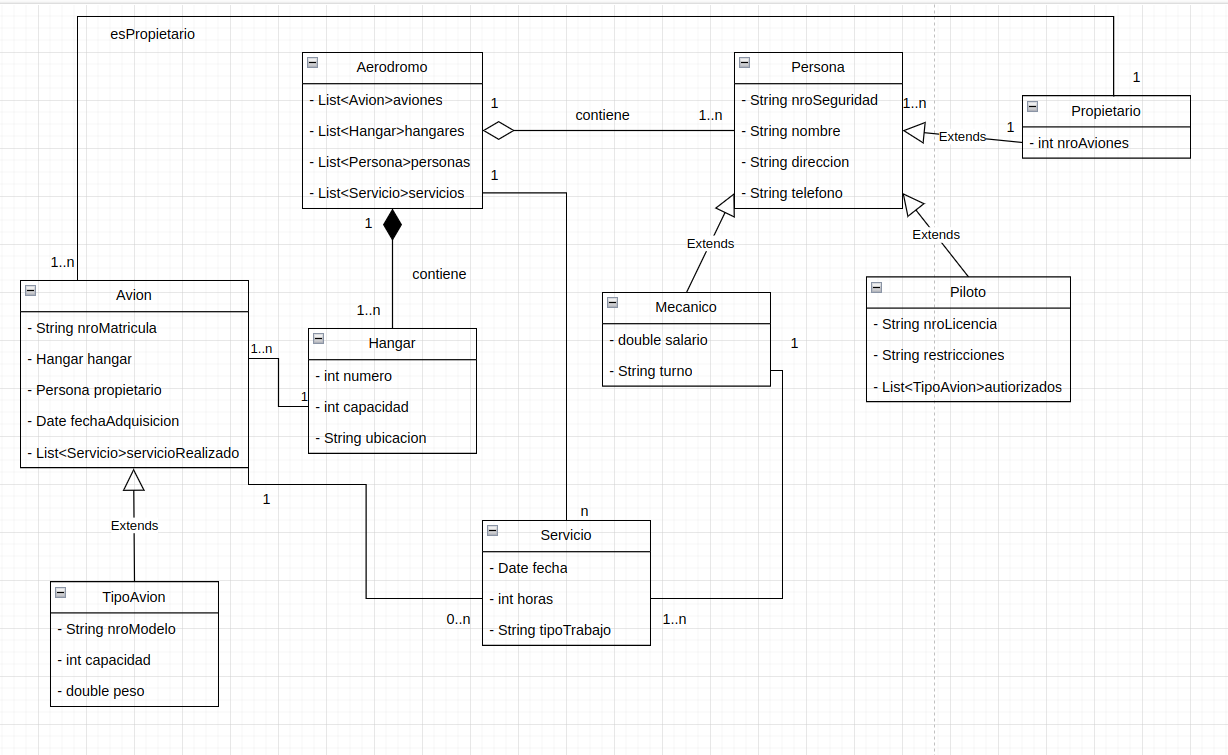 esPropietario
1
Aerodromo
- List<Avion>aviones
- List<Hangar>hangares
- List<Persona>personas
- List<Servicio>servicios
1
contiene
1..n
1
Persona
- String nroSeguridad
- String nombre
- String direccion
- String telefono
1..n
Extends
1
Propietario
- int nroAviones
1
contiene
1..n
Extends
Extends
1..n
Avion
- String nroMatricula
- Hangar hangar
- Persona propietario
- Date fechaAdquisicion
- List<Servicio>servicioRealizado
1..n
1
Hangar
- int numero
- int capacidad
- String ubicacion
Mecanico
- double salario
- String turno
1
Piloto
- String nroLicencia
- String restricciones
- List<TipoAvion>autiorizados
1
Extends
n
Servicio
- Date fecha
- int horas
- String tipoTrabajo
0..n
1..n
TipoAvion
- String nroModelo
- int capacidad
- double peso